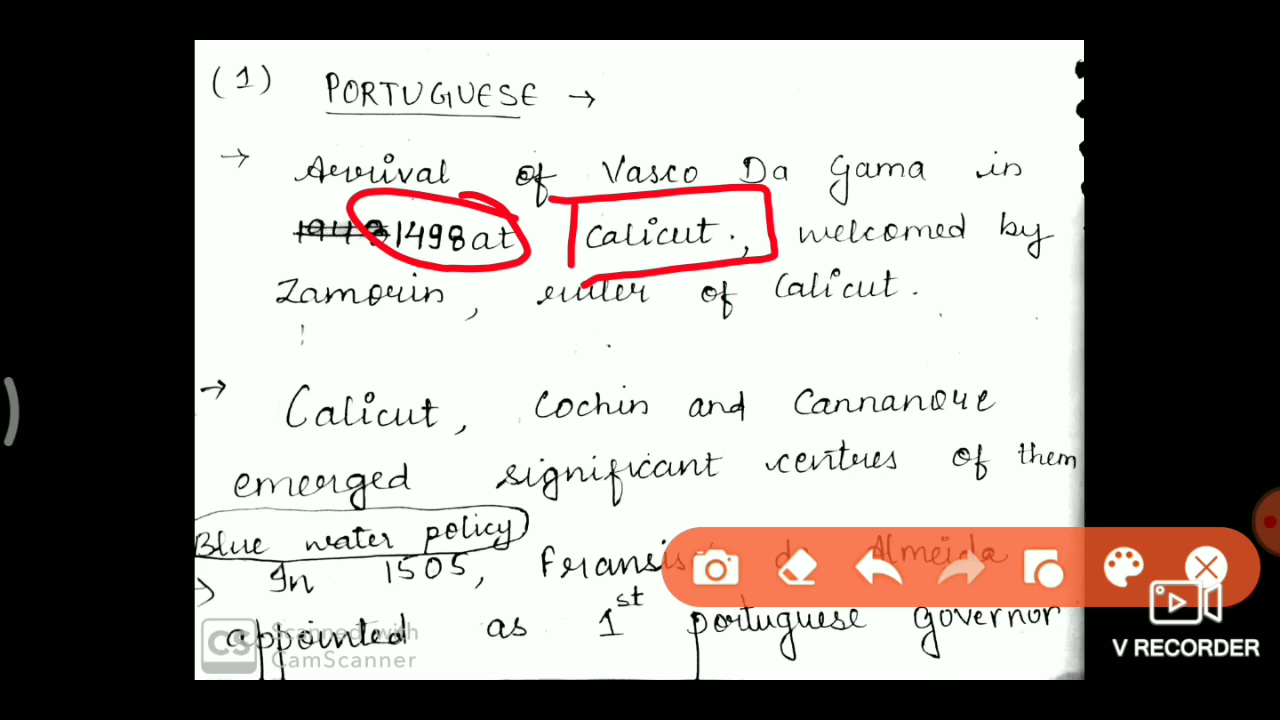 (1) PORTUGUESE →
→ Arrival of Vasco Da Gama in
1498 at Calicut., welcomed by
Zamorin, ruler of Calicut.
→ Calicut, Cochin and Cannanore
emerged significant centres of them
Blue water policy
→ In 1505, Fransis de Almeida
appointed as 1st portuguese governor
CS Scanned with
CamScanner
V RECORDER